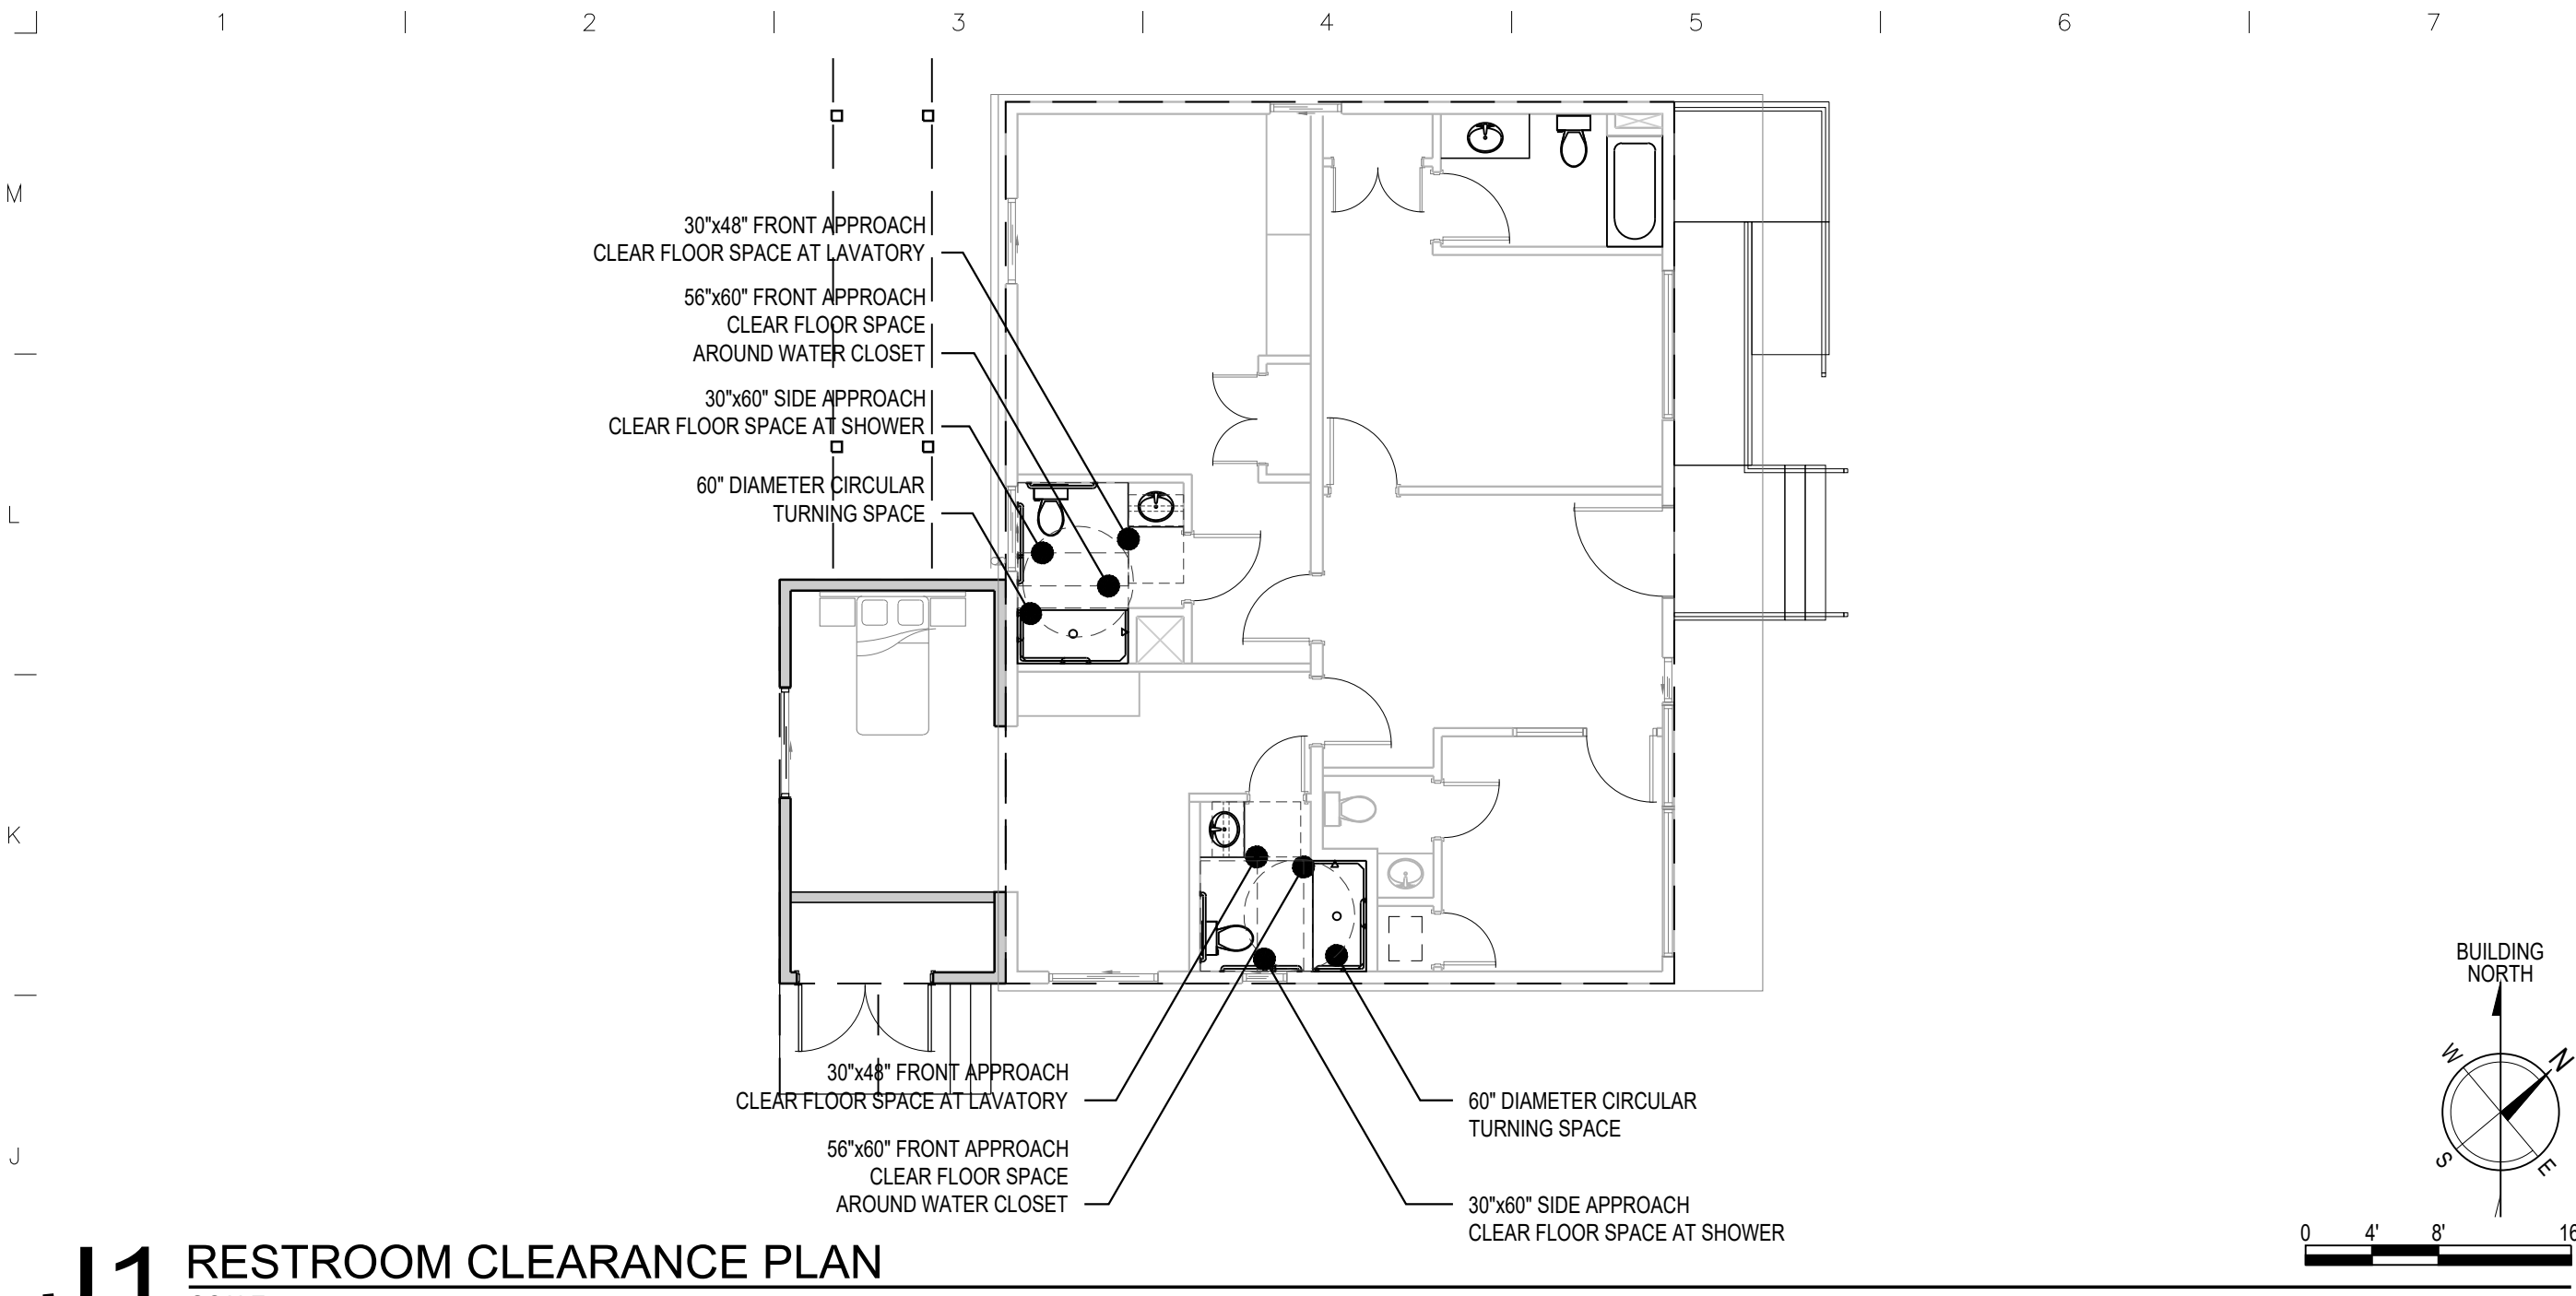 1 2 3 4 5 6 7
M
L
K
J
30"x48" FRONT APPROACH
CLEAR FLOOR SPACE AT LAVATORY
56"x60" FRONT APPROACH
CLEAR FLOOR SPACE
AROUND WATER CLOSET
30"x60" SIDE APPROACH
CLEAR FLOOR SPACE AT SHOWER
60" DIAMETER CIRCULAR
TURNING SPACE
30"x48" FRONT APPROACH
CLEAR FLOOR SPACE AT LAVATORY
56"x60" FRONT APPROACH
CLEAR FLOOR SPACE
AROUND WATER CLOSET
60" DIAMETER CIRCULAR
TURNING SPACE
30"x60" SIDE APPROACH
CLEAR FLOOR SPACE AT SHOWER
BUILDING
NORTH
W N
S E
0 4' 8' 16
J1 RESTROOM CLEARANCE PLAN